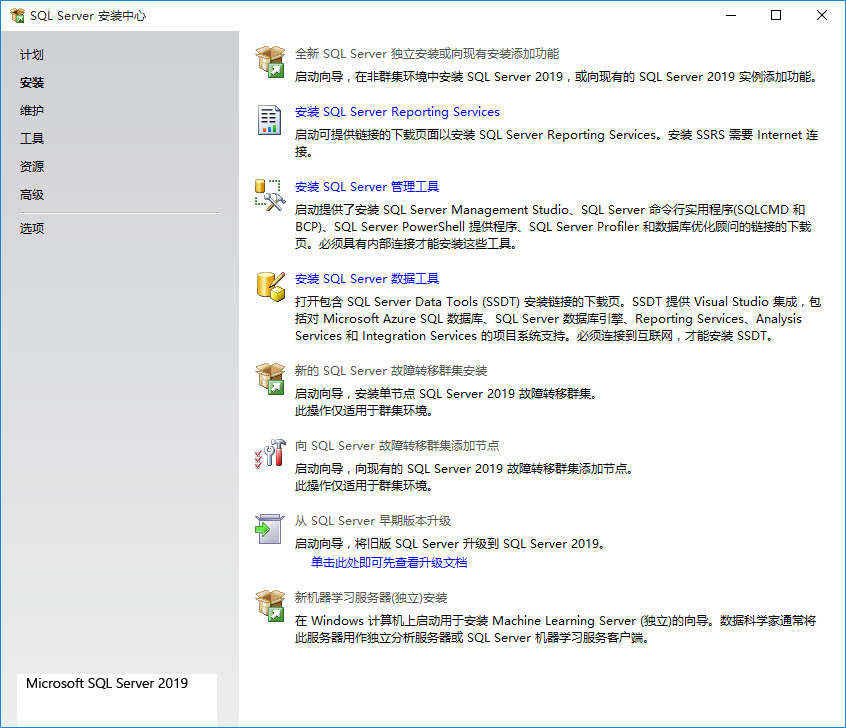 SQL Server 安装中心
计划
安装
维护
工具
资源
高级
选项
Microsoft SQL Server 2019
全新 SQL Server 独立安装或向现有安装添加功能
启动向导，在非群集环境中安装 SQL Server 2019，或向现有的 SQL Server 2019 实例添加功能。
安装 SQL Server Reporting Services
启动可提供链接的下载页面以安装 SQL Server Reporting Services。安装 SSRS 需要 Internet 连
接。
安装 SQL Server 管理工具
启动提供了安装 SQL Server Management Studio、SQL Server 命令行实用程序(SQLCMD 和
BCP)、SQL Server PowerShell 提供程序、SQL Server Profiler 和数据库优化顾问的链接的下载
页。必须具有内部连接才能安装这些工具。
安装 SQL Server 数据工具
打开包含 SQL Server Data Tools (SSDT) 安装链接的下载页。SSDT 提供 Visual Studio 集成，包
括对 Microsoft Azure SQL 数据库、SQL Server 数据库引擎、Reporting Services、Analysis
Services 和 Integration Services 的项目系统支持。必须连接到互联网，才能安装 SSDT。
新的 SQL Server 故障转移群集安装
启动向导，安装单节点 SQL Server 2019 故障转移群集。
此操作仅适用于群集环境。
向 SQL Server 故障转移群集添加节点
启动向导，向现有的 SQL Server 2019 故障转移群集添加节点。
此操作仅适用于群集环境。
从 SQL Server 早期版本升级
启动向导，将旧版 SQL Server 升级到 SQL Server 2019。
单击此处即可先查看升级文档
新机器学习服务器(独立)安装
在 Windows 计算机上启动用于安装 Machine Learning Server (独立)的向导。数据科学家通常将
此服务器用作独立分析服务器或 SQL Server 机器学习服务客户端。